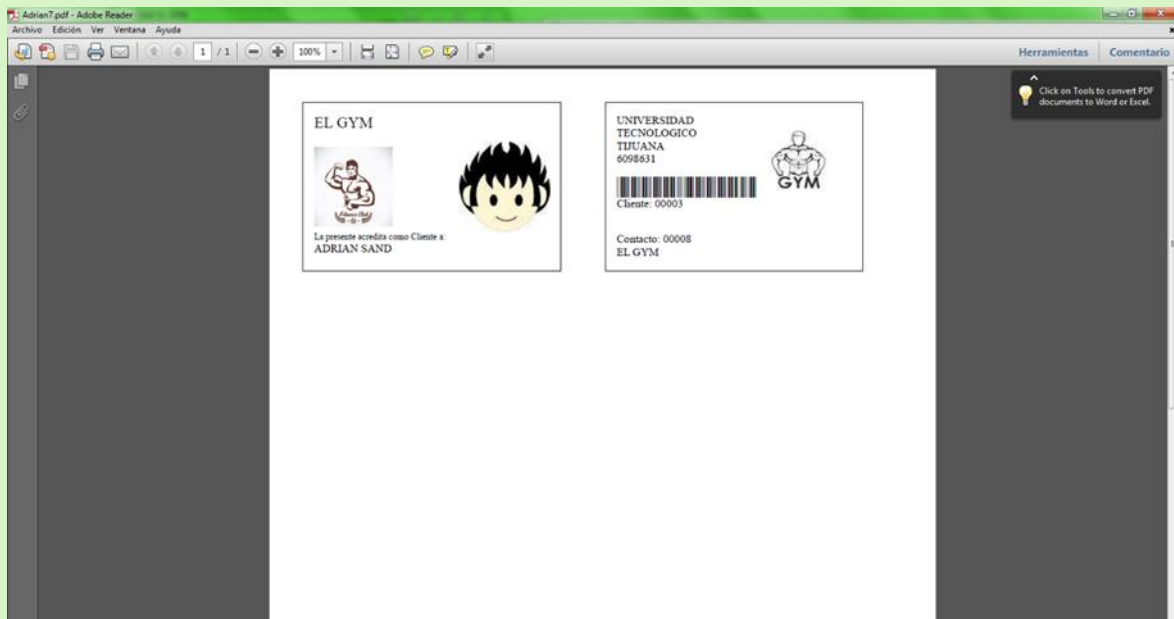 Adrian7.pdf - Adobe Reader
Archivo Edición Ver Ventana Ayuda
1 / 1 100% Herramientas Comentario
Click on Tools to convert PDF
documents to Word or Excel.
EL GYM
Fitness Club
La presente acredita como Cliente a:
ADRIAN SAND
UNIVERSIDAD
TECNOLOGICO
TIJUANA
6098631
GYM
Cliente: 00003
Contacto: 00008
EL GYM